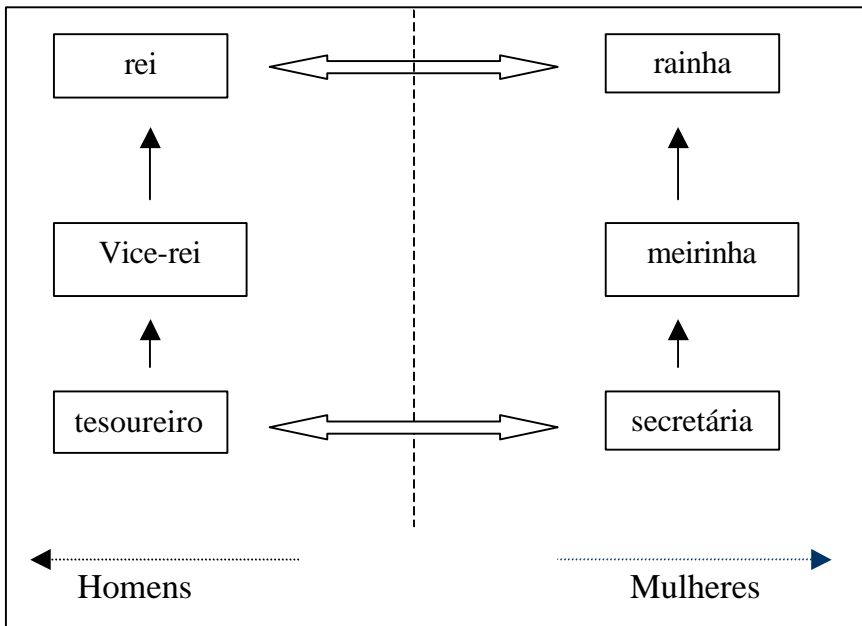 rei
rainha
Vice-rei
meirinha
tesoureiro
secretária
Homens
Mulheres